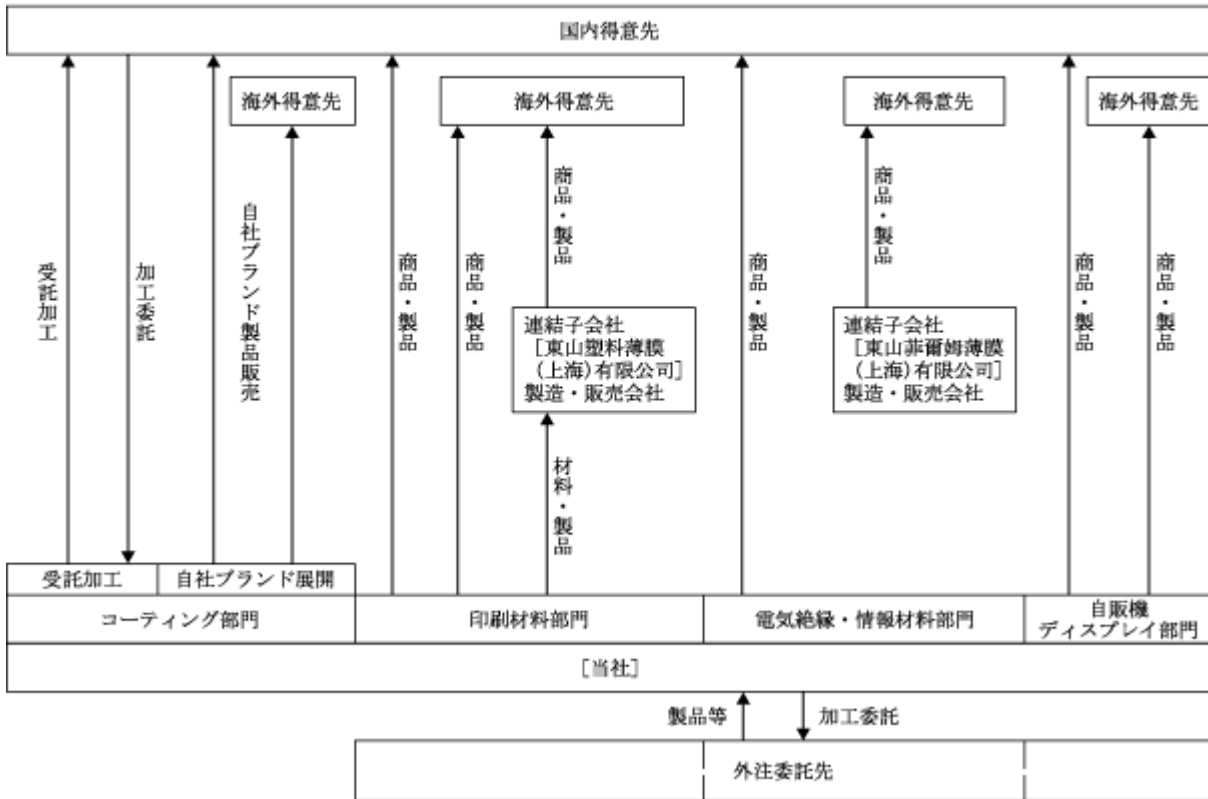 国内得意先
海外得意先
海外得意先
海外得意先
海外得意先
受託加工
加工委託
自社ブランド製品販売
商品・製品
商品・製品
商品・製品
商品・製品
商品・製品
商品・製品
商品・製品
連結子会社
[東山塑料薄膜
(上海)有限公司]
製造・販売会社
連結子会社
[東山菲爾姆薄膜
(上海)有限公司]
製造・販売会社
材料・製品
受託加工
自社ブランド展開
コーティング部門
印刷材料部門
電気絶縁・情報材料部門
自販機
ディスプレイ部門
[当社]
製品等
加工委託
外注委託先